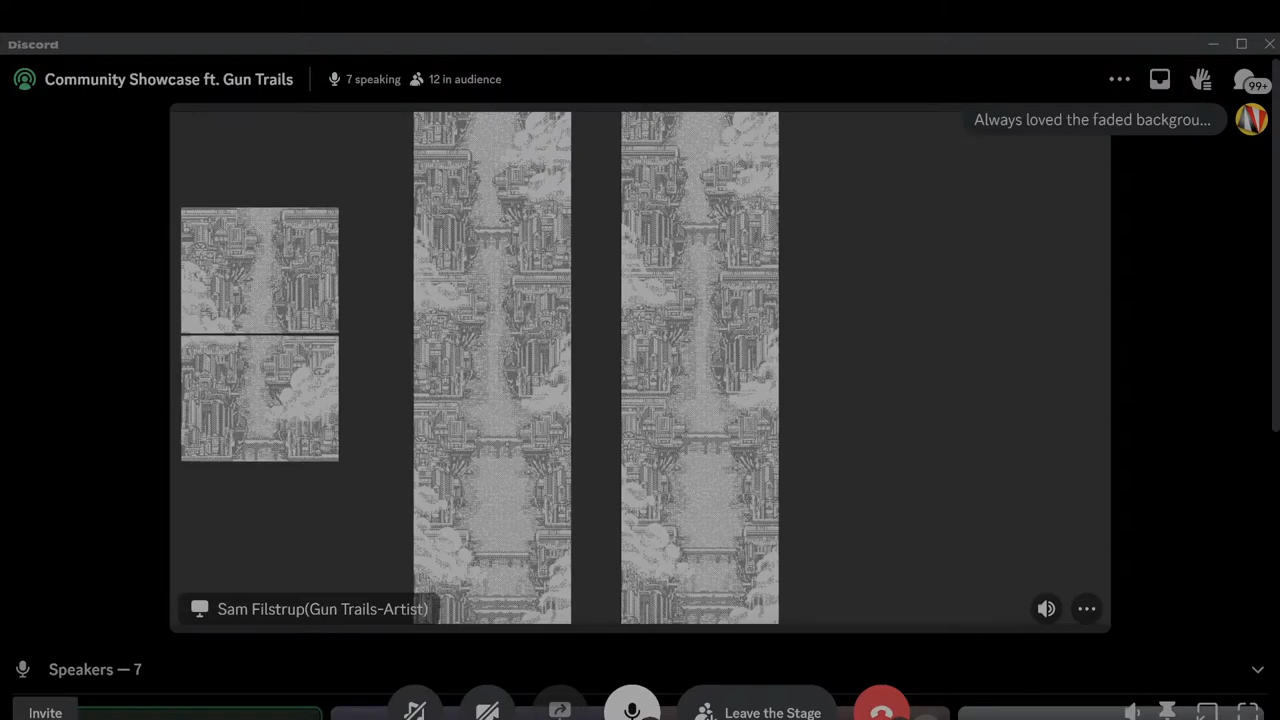 Discord
Community Showcase ft. Gun Trails
7 speaking
12 in audience
99+
Always loved the faded backgrou...
Sam Filstrup(Gun Trails-Artist)
Speakers — 7
Invite
Leave the Stage